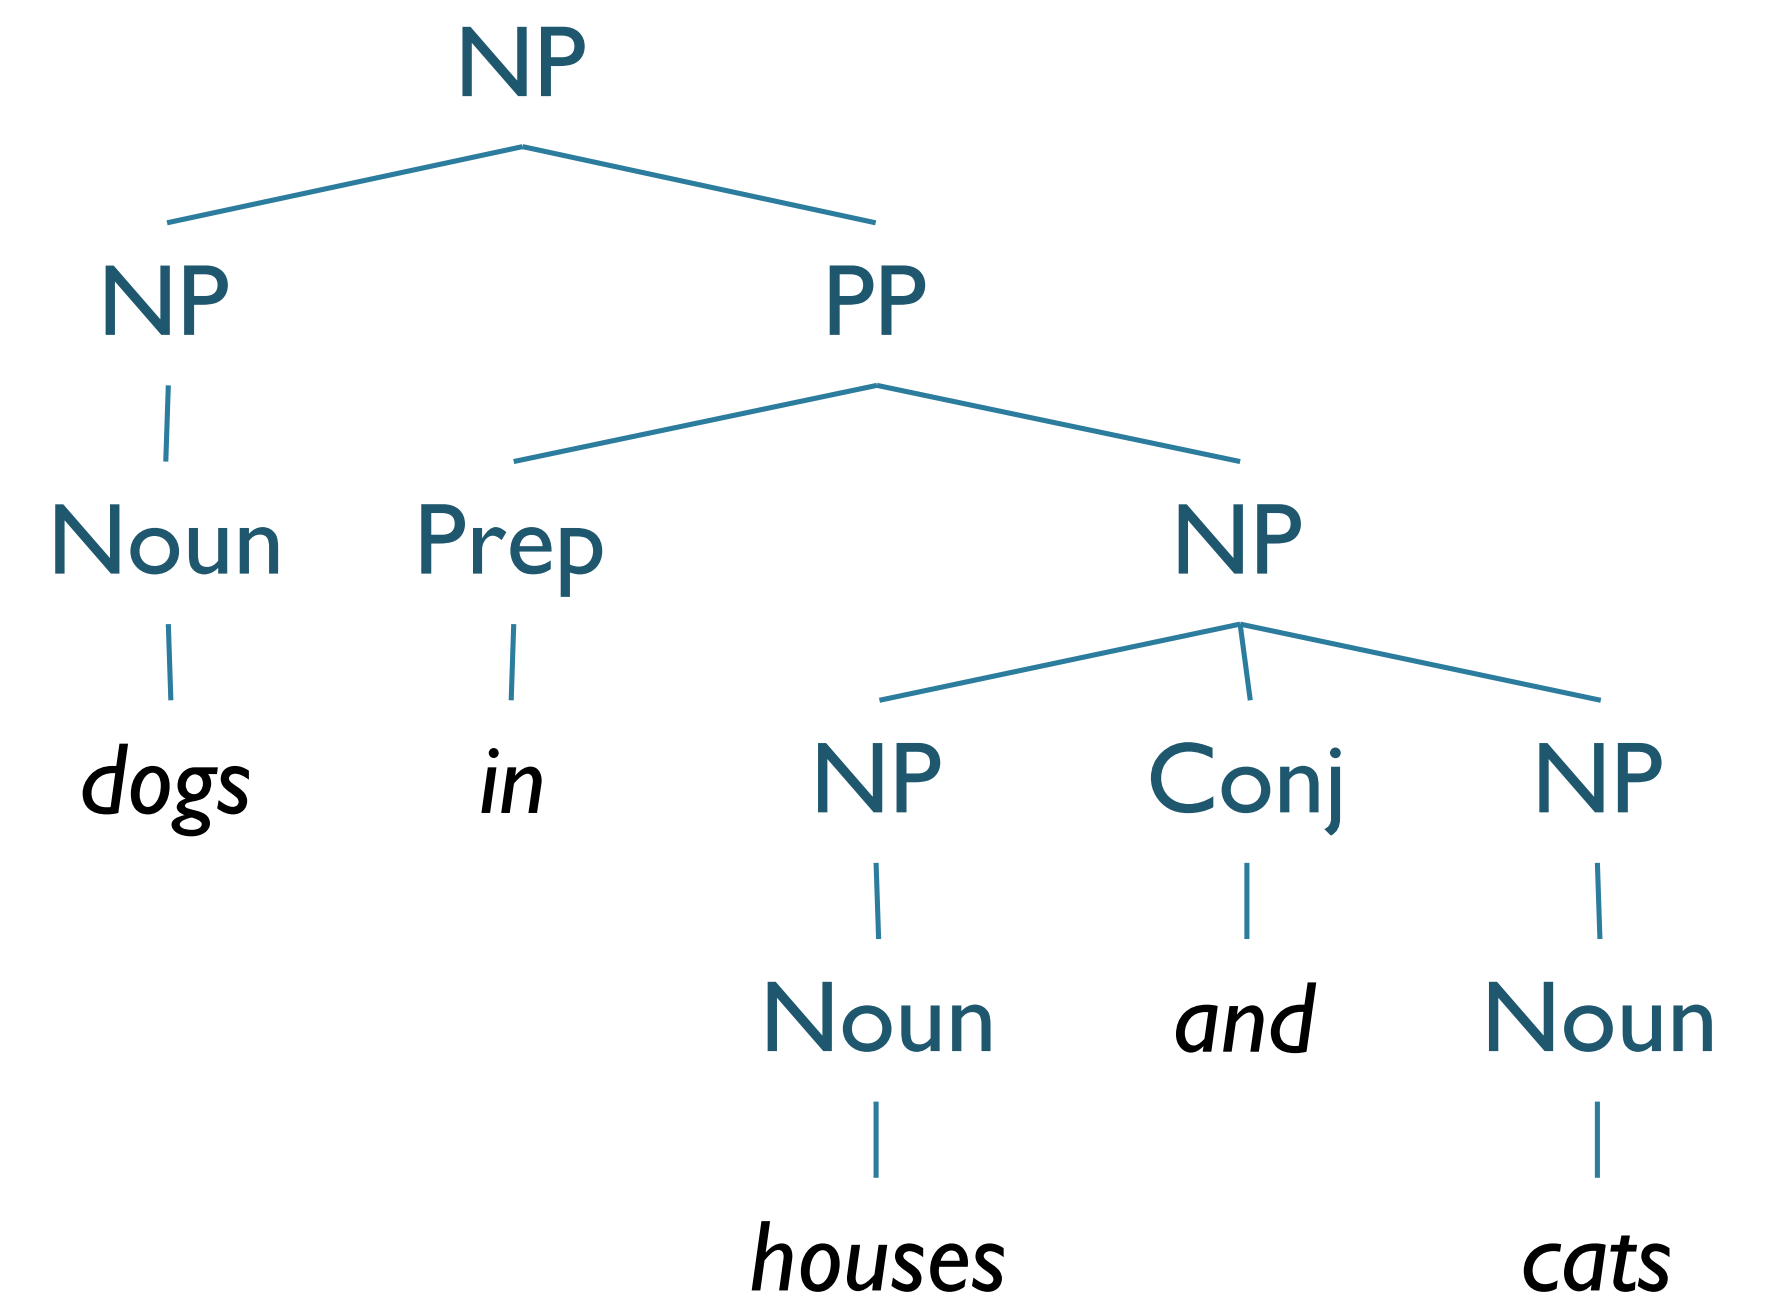 NP
NP PP
Noun Prep NP
dogs in NP Conj NP
Noun and Noun
houses cats